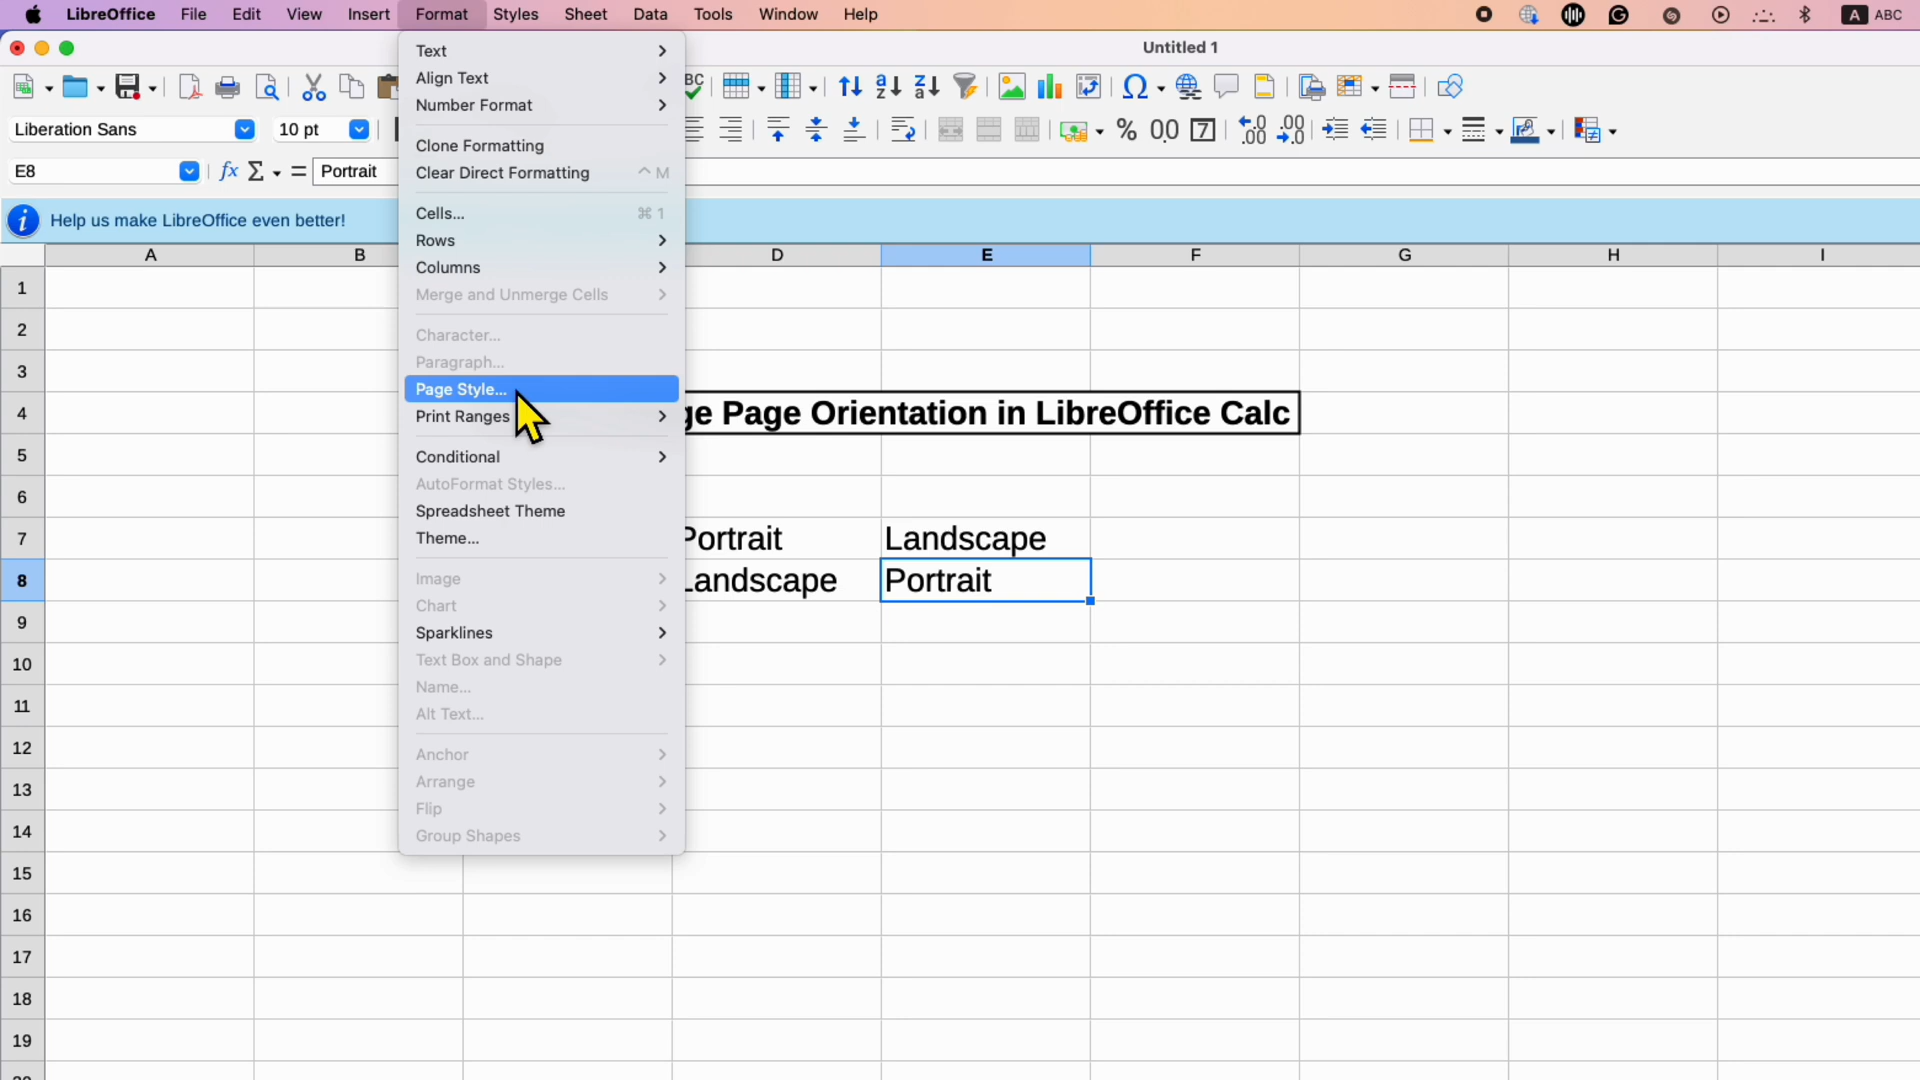 LibreOffice File Edit View Insert Format Styles Sheet Data Tools Window Help A ABC
Untitled 1
Liberation Sans 10 pt
E8 fx Σ = Portrait
Help us make LibreOffice even better!
Text
Align Text
Number Format
Clone Formatting
Clear Direct Formatting ^ M
Cells... ⌘ 1
Rows
Columns
Merge and Unmerge Cells
Character...
Paragraph...
Page Style...
Print Ranges
Conditional
AutoFormat Styles...
Spreadsheet Theme
Theme...
Image
Chart
Sparklines
Text Box and Shape
Name...
Alt Text...
Anchor
Arrange
Flip
Group Shapes
A B D E F G H I
1
2
3
4 Page Orientation in LibreOffice Calc
5
6
7 Portrait Landscape
8 Landscape Portrait
9
10
11
12
13
14
15
16
17
18
19